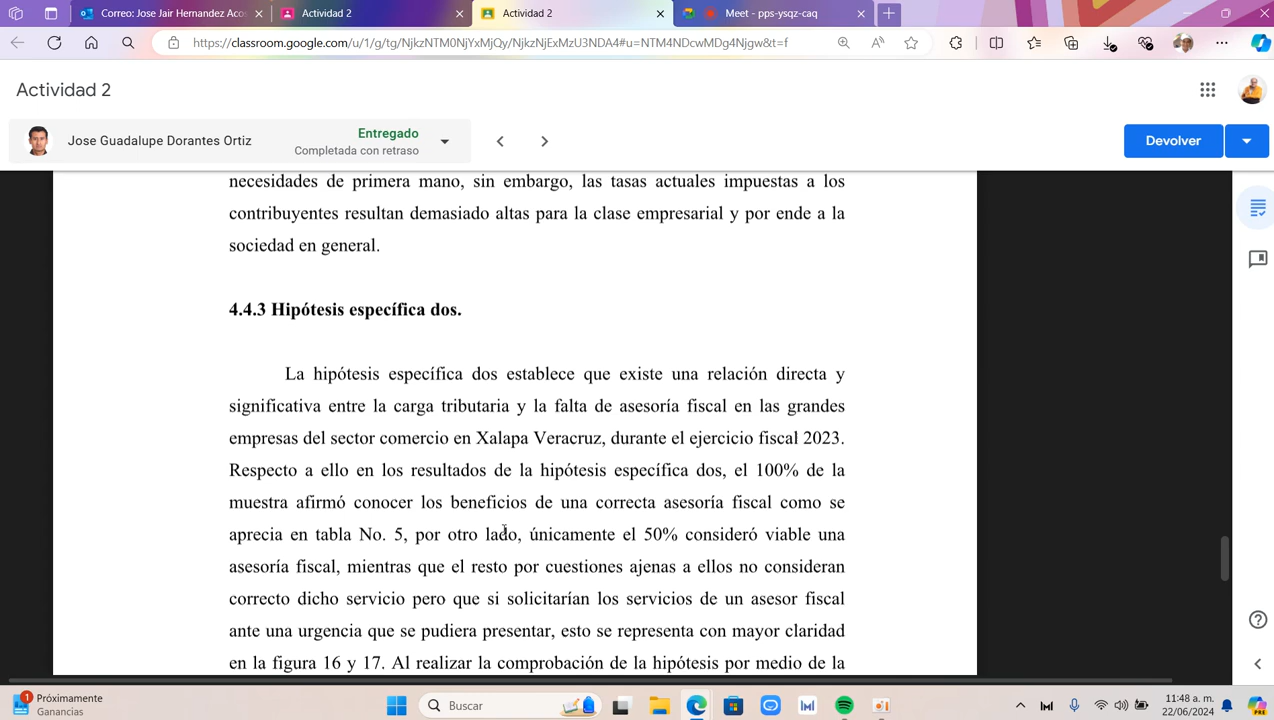 Correo: Jose Jair Hernandez Aco
Actividad 2
Actividad 2
Meet - pps-ysqz-caq
https://classroom.google.com/u/1/g/tg/NjkzNTM0NjYxMjQy/NjkzNjExMzU3NDA4#u=NTM4NDcwMDg4Njgw&t=f
Actividad 2
Jose Guadalupe Dorantes Ortiz
Entregado
Completada con retraso
Devolver
necesidades de primera mano, sin embargo, las tasas actuales impuestas a los
contribuyentes resultan demasiado altas para la clase empresarial y por ende a la
sociedad en general.
4.4.3 Hipótesis específica dos.
La hipótesis específica dos establece que existe una relación directa y
significativa entre la carga tributaria y la falta de asesoría fiscal en las grandes
empresas del sector comercio en Xalapa Veracruz, durante el ejercicio fiscal 2023.
Respecto a ello en los resultados de la hipótesis específica dos, el 100% de la
muestra afirmó conocer los beneficios de una correcta asesoría fiscal como se
aprecia en tabla No. 5, por otro lado, únicamente el 50% consideró viable una
asesoría fiscal, mientras que el resto por cuestiones ajenas a ellos no consideran
correcto dicho servicio pero que si solicitarían los servicios de un asesor fiscal
ante una urgencia que se pudiera presentar, esto se representa con mayor claridad
en la figura 16 y 17. Al realizar la comprobación de la hipótesis por medio de la
1
Próximamente
Ganancias
Buscar
11:48 a. m.
22/06/2024
PRE